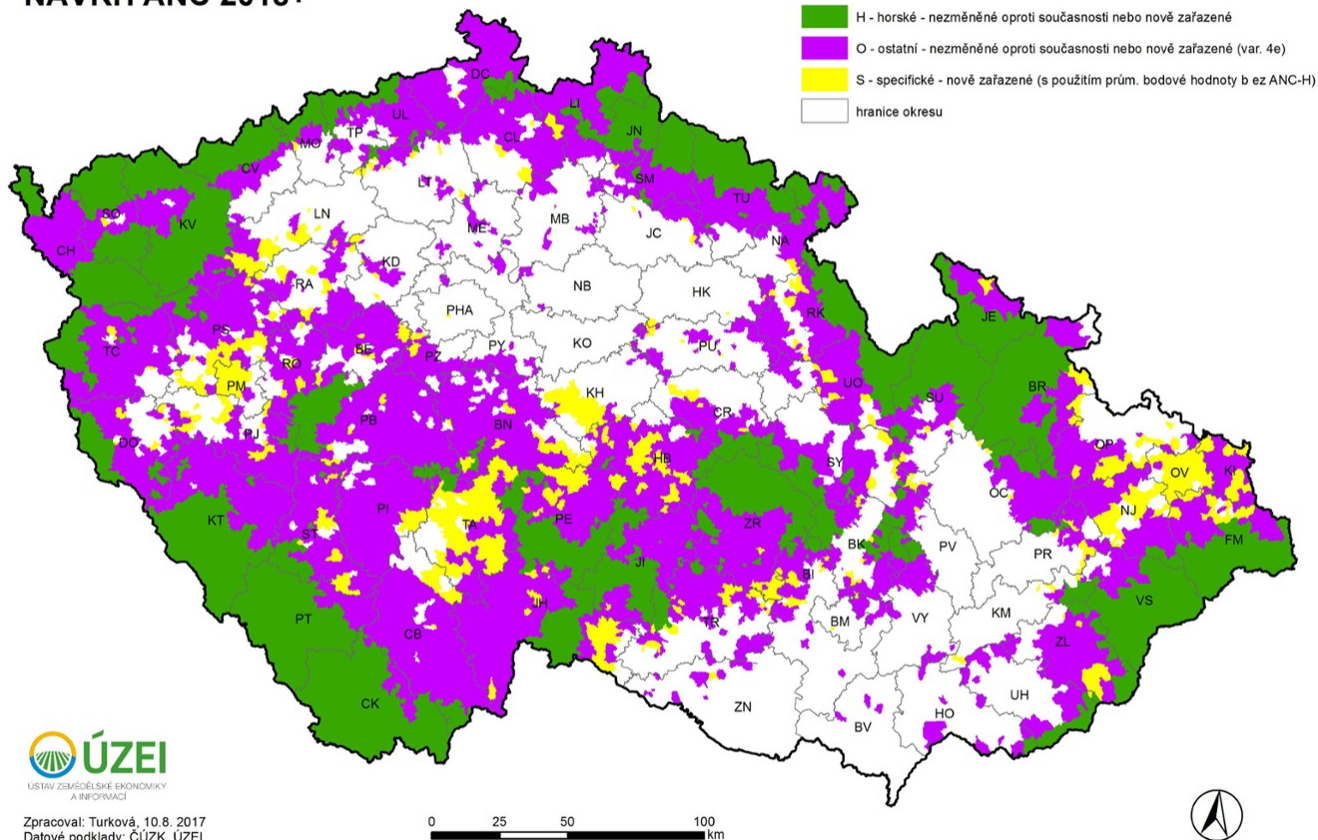 NÁVRH ANC 2018+
H - horské - nezměněné oproti současnosti nebo nově zařazené
O - ostatní - nezměněné oproti současnosti nebo nově zařazené (var. 4e)
S - specifické - nově zařazené (s použitím prům. bodové hodnoty b ez ANC-H)
hranice okresu
DC
LI
UL
JN
TP
CL
MO
CV
SM
LT
TU
SO
LN
KV
MB
ME
JC
NA
CH
KD
RA
NB
HK
PHA
RK
JE
PS
TC
BE
PZ
PY
KO
PU
RO
PM
UO
BR
KH
SU
CR
PB
BN
DO
PJ
HB
SY
OP
OV
KI
OC
PI
NJ
KT
ST
TA
PE
ZR
FM
BK
PV
PR
JI
BI
VS
JH
PT
CB
TR
BM
VY
KM
ZL
CK
ZN
BV
HO
UH
ÚZEI
ÚSTAV ZEMĚDĚLSKÉ EKONOMIKY
A INFORMACÍ
Zpracoval: Turková, 10.8. 2017
Datové podklady: ČÚZK, ÚZEI
0 25 50 100
km